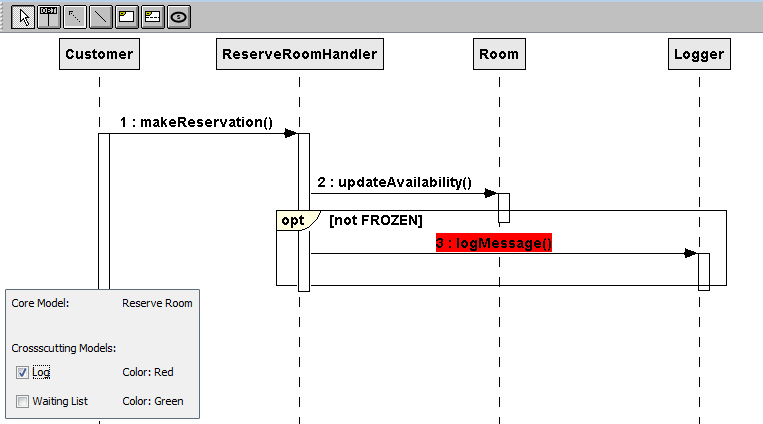 Customer
ReserveRoomHandler
Room
Logger
1 : makeReservation()
2 : updateAvailability()
opt
[not FROZEN]
3 : logMessage()
Core Model: Reserve Room
Crossscutting Models:
Log Color: Red
Waiting List Color: Green